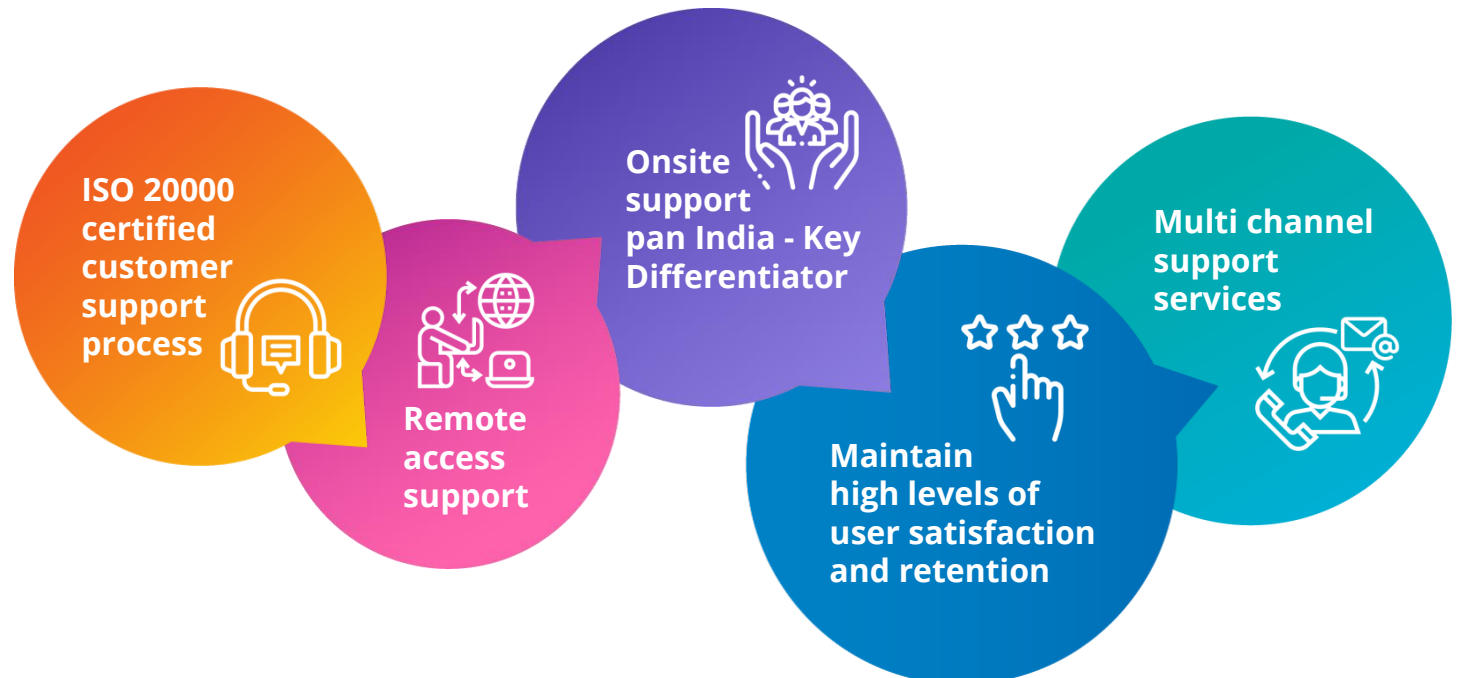 ISO 20000
certified
customer
support
process
Remote
access
support
Onsite
support
pan India - Key
Differentiator
Maintain
high levels of
user satisfaction
and retention
Multi channel
support
services